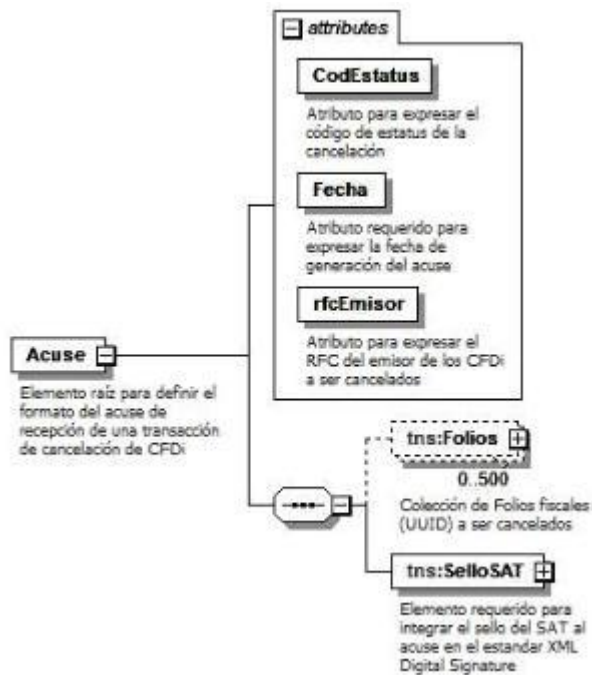 attributes
CodEstatus
Atributo para expresar el
código de estatus de la
cancelación
Fecha
Atributo requerido para
expresar la fecha de
generación del acuse
rfcEmisor
Atributo para expresar el
RFC del emisor de los CFDi
a ser cancelados
Acuse
Elemento raíz para definir el
formato del acuse de
recepción de una transacción
de cancelación de CFDi
tns:Folios
0..500
Colección de Folios fiscales
(UUID) a ser cancelados
tns:SelloSAT
Elemento requerido para
integrar el sello del SAT al
acuse en el estandar XML
Digital Signature